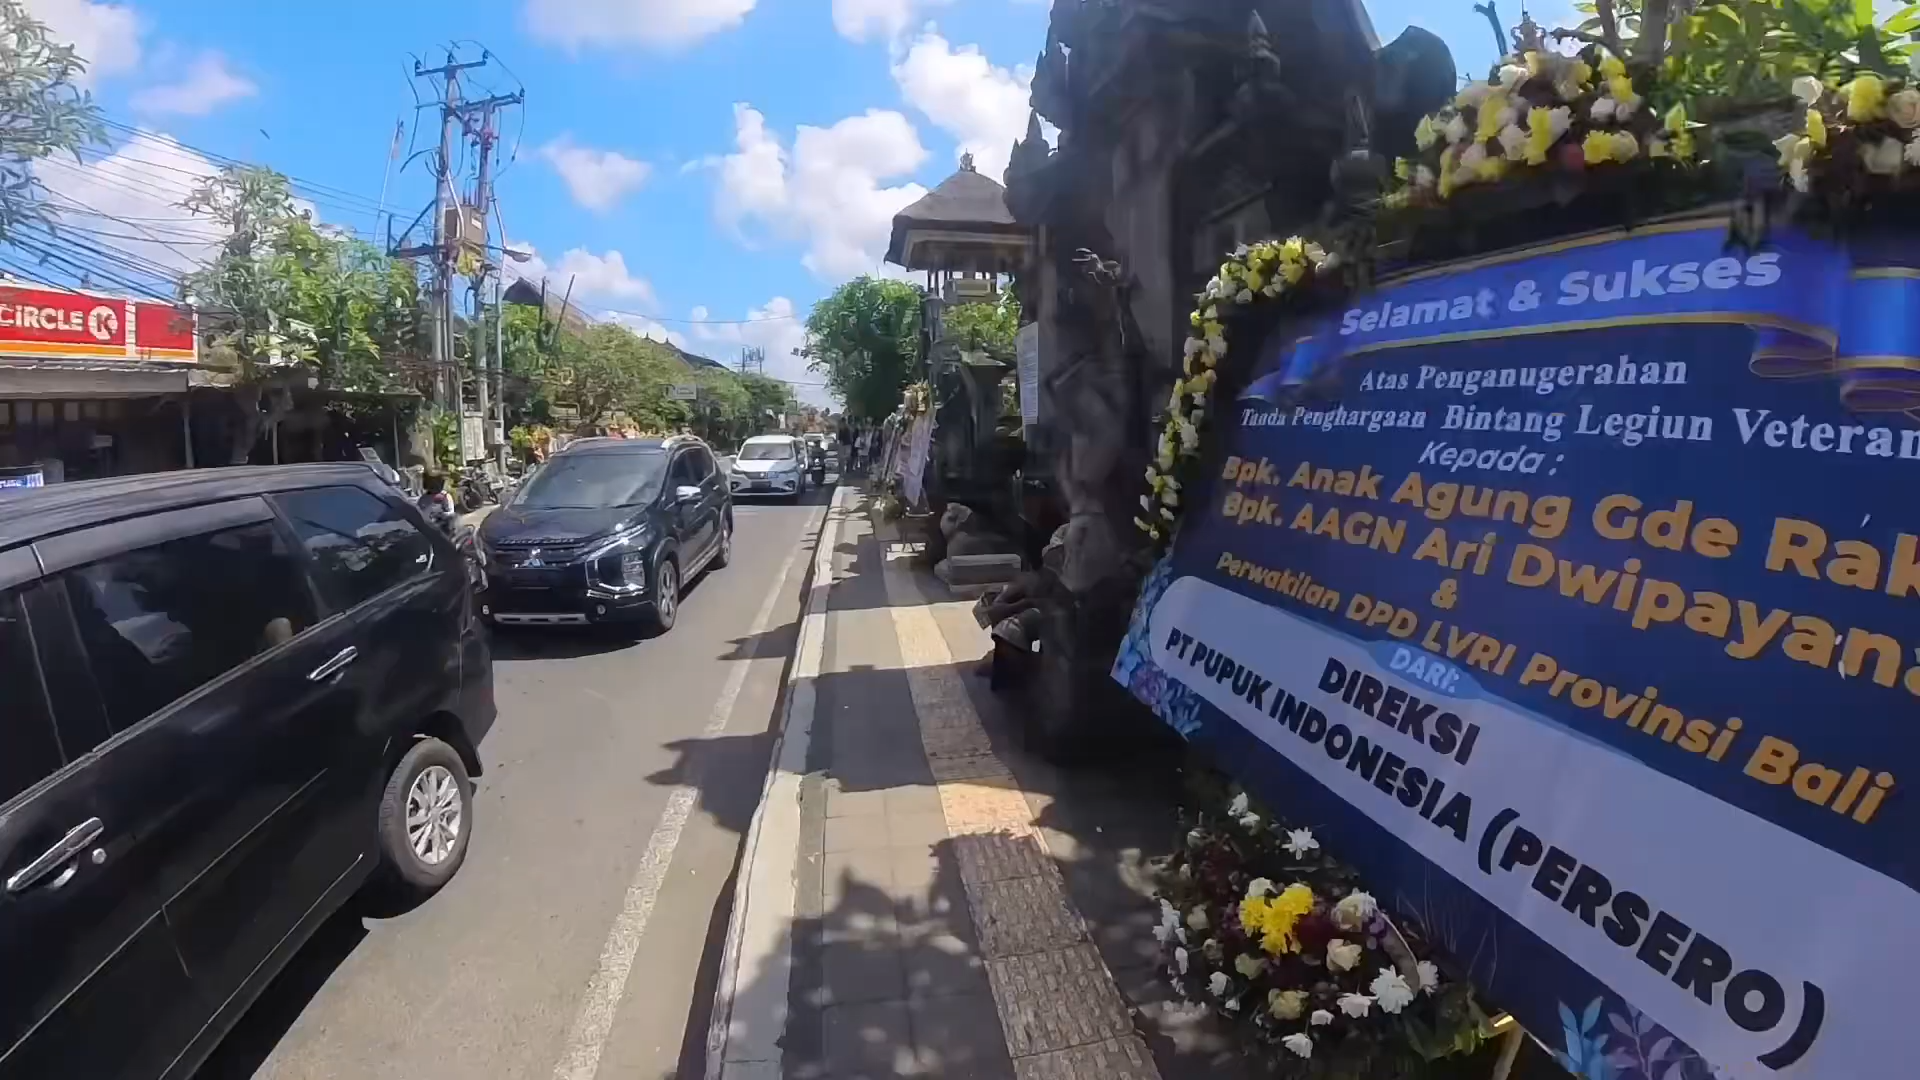 CIRCLE K
Selamat & Sukses
Atas Penganugerahan
Tanda Penghargaan Bintang Legiun Veteran
Kepada :
Bpk. Anak Agung Gde Rak
Bpk. AAGN Ari Dwipayana
&
Perwakilan DPD LVRI Provinsi Bali
DARI:
DIREKSI
PT PUPUK INDONESIA (PERSERO)